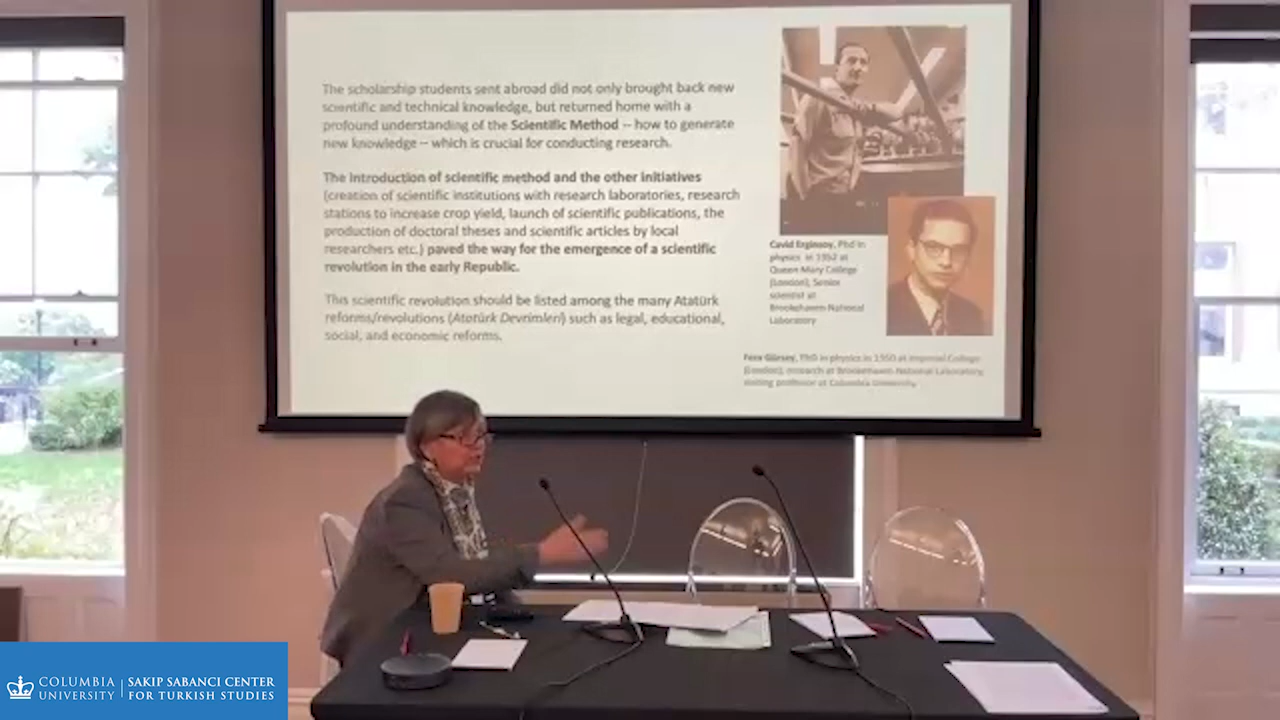 The scholarship students sent abroad did not only brought back new
scientific and technical knowledge, but returned home with a
profound understanding of the Scientific Method – how to generate
new knowledge – which is crucial for conducting research.
The introduction of scientific method and the other initiatives
(creation of scientific institutions with research laboratories, research
stations to increase crop yield, launch of scientific publications, the
production of doctoral theses and scientific articles by local
researchers etc.) paved the way for the emergence of a scientific
revolution in the early Republic.
This scientific revolution should be listed among the many Atatürk
reforms/revolutions (Atatürk Devrimleri) such as legal, educational,
social, and economic reforms.
Cavid Erginsoy, PhD in
physics in 1952 at
Queen Mary College
(London), Senior
scientist at
Brookehaven National
Laboratory
Feza Gürsey, PhD in physics in 1950 at Imperial College
(London), research at Brookehaven National Laboratory,
visiting professor at Columbia University.
COLUMBIA
UNIVERSITY
SAKIP SABANCI CENTER
FOR TURKISH STUDIES